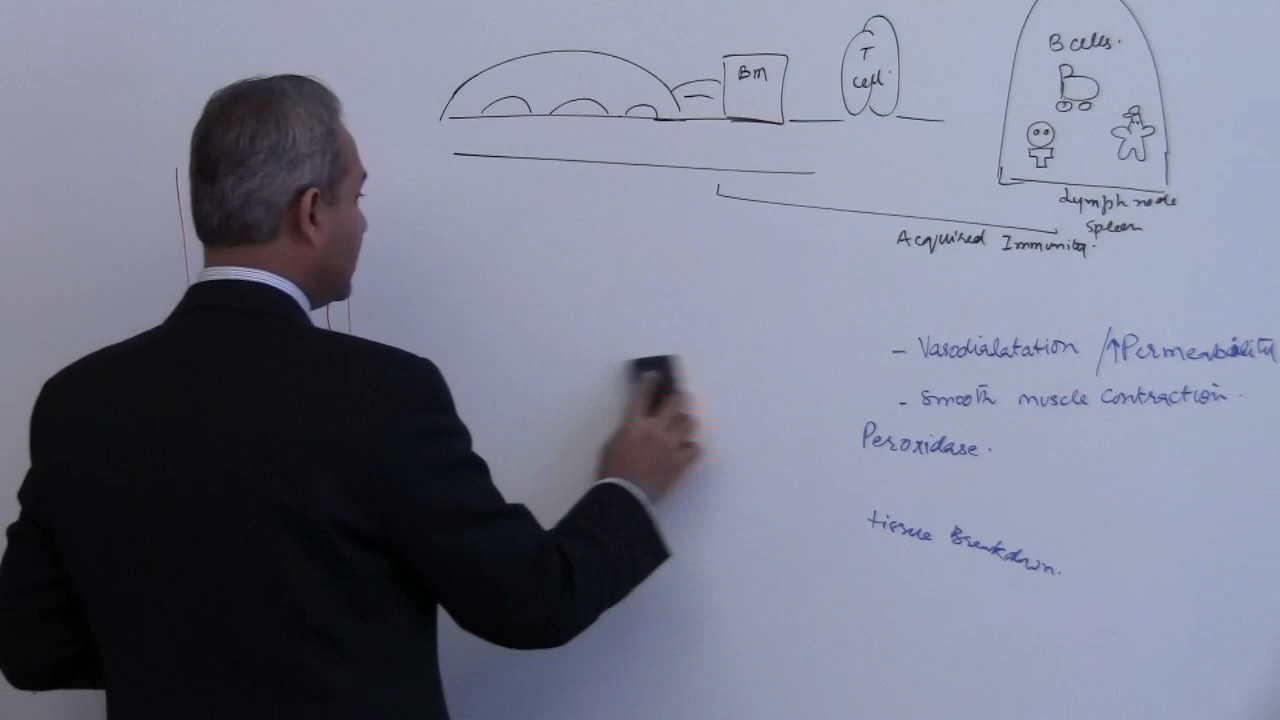 Bm
T
cell.
B cells.
Lymph node
Spleen
Acquired Immunity.
- Vasodialatation / ↑Permeability
- Smooth muscle contraction.
Peroxidase.
tissue Breakdown.